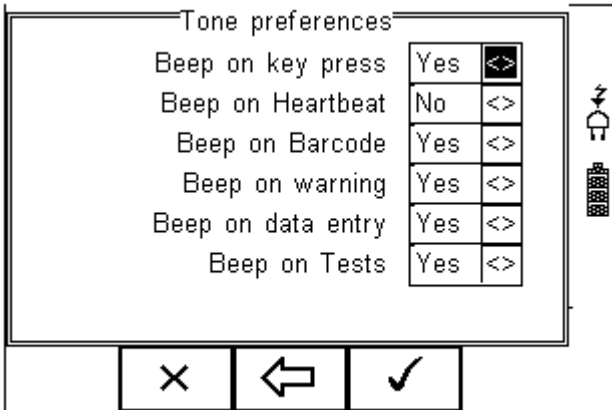 Tone preferences
Beep on key press Yes <>
Beep on Heartbeat No <>
Beep on Barcode Yes <>
Beep on warning Yes <>
Beep on data entry Yes <>
Beep on Tests Yes <>